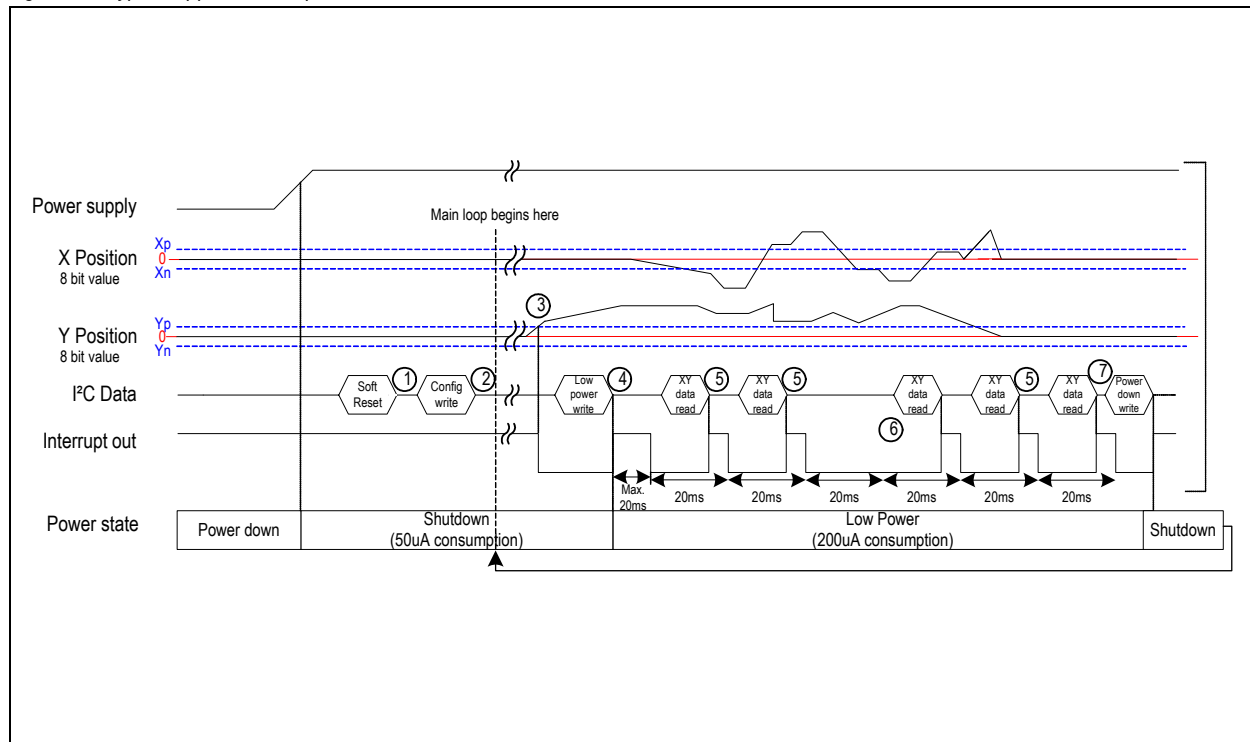 Power supply
Main loop begins here
X Position
8 bit value
Xp
0
Xn
3
Y Position
8 bit value
Yp
0
Yn
I²C Data
Soft
Reset
1
Config
write
2
Low
power
write
4
XY
data
read
5
XY
data
read
5
XY
data
read
XY
data
read
5
XY
data
read
7
Power
down
write
Interrupt out
6
Max.
20ms
20ms
20ms
20ms
20ms
20ms
20ms
Power state
Power down
Shutdown
(50uA consumption)
Low Power
(200uA consumption)
Shutdown